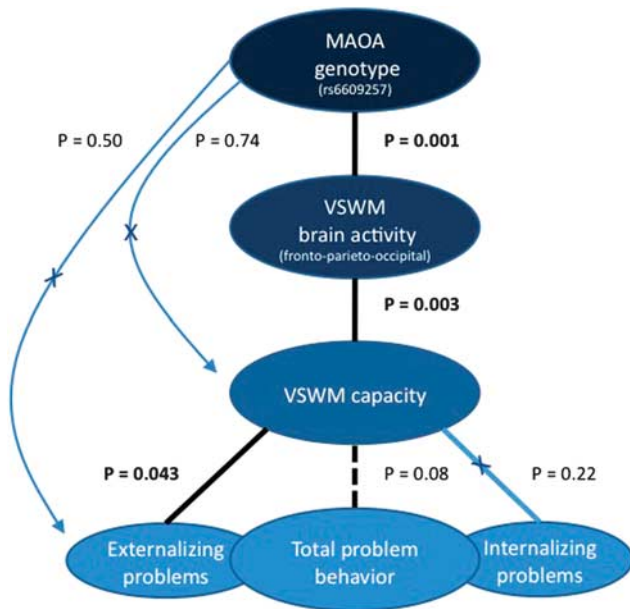 MAOA
genotype
(rs6609257)
P = 0.50
P = 0.74
P = 0.001
VSWM
brain activity
(fronto-parieto-occipital)
P = 0.003
VSWM capacity
P = 0.043
P = 0.08
P = 0.22
Externalizing
problems
Total problem
behavior
Internalizing
problems